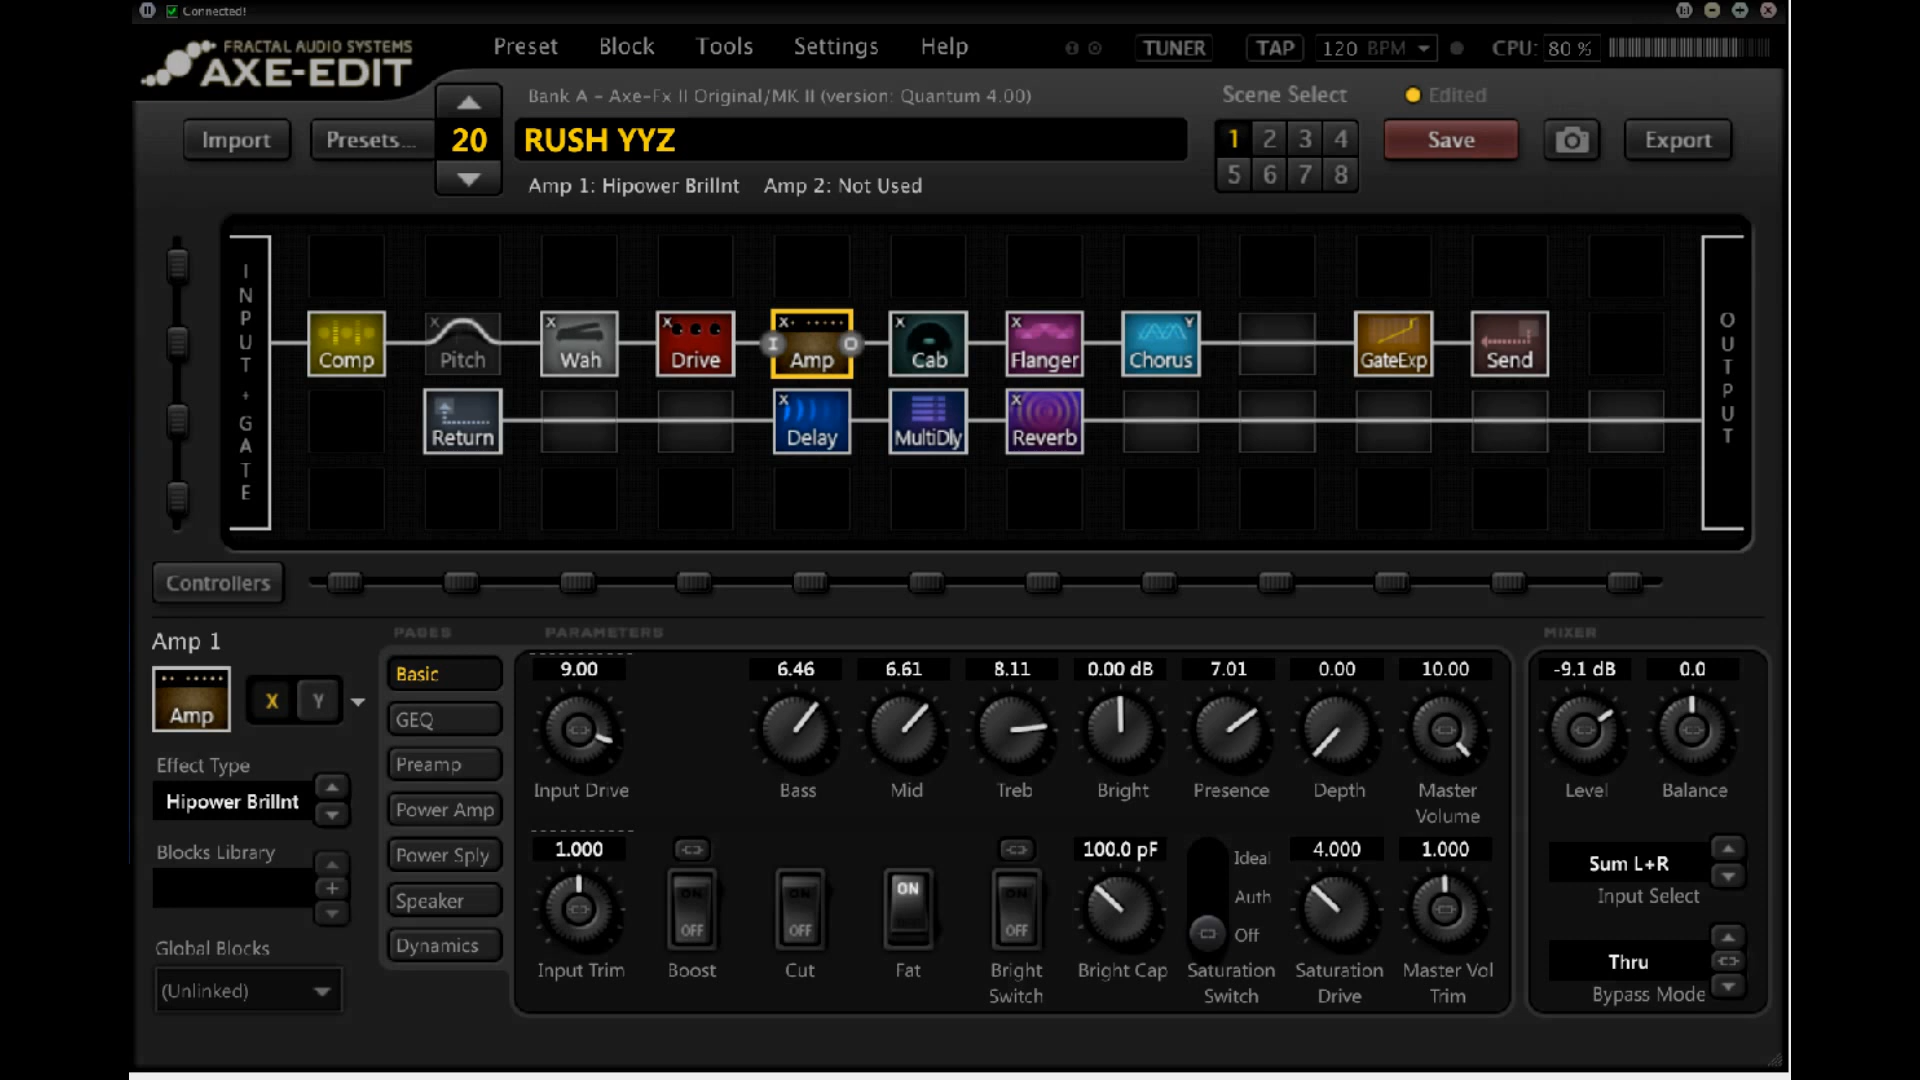 Connected!
FRACTAL AUDIO SYSTEMS
AXE-EDIT
Preset Block Tools Settings Help
TUNER TAP 120 BPM CPU: 80 %
Bank A - Axe-Fx II Original/MK II (version: Quantum 4.00)
Scene Select Edited
Import Presets... 20 RUSH YYZ
1 2 3 4
5 6 7 8
Save Export
Amp 1: Hipower Brillnt Amp 2: Not Used
INPUT + GATE
OUTPUT
Comp X Pitch X Wah X Drive X I Amp O X Cab X Flanger Y Chorus GateExp Send
Return X Delay MultiDly X Reverb
Controllers
Amp 1
PAGES PARAMETERS MIXER
Amp X Y
Effect Type
Hipower Brillnt
Blocks Library
+
Global Blocks
(Unlinked)
Basic
GEQ
Preamp
Power Amp
Power Sply
Speaker
Dynamics
9.00 6.46 6.61 8.11 0.00 dB 7.01 0.00 10.00
Input Drive Bass Mid Treb Bright Presence Depth Master Volume
1.000 100.0 pF 4.000 1.000
ON OFF ON OFF ON ON OFF
Ideal
Auth
Off
Input Trim Boost Cut Fat Bright Switch Bright Cap Saturation Switch Saturation Drive Master Vol Trim
-9.1 dB 0.0
Level Balance
Sum L+R
Input Select
Thru
Bypass Mode